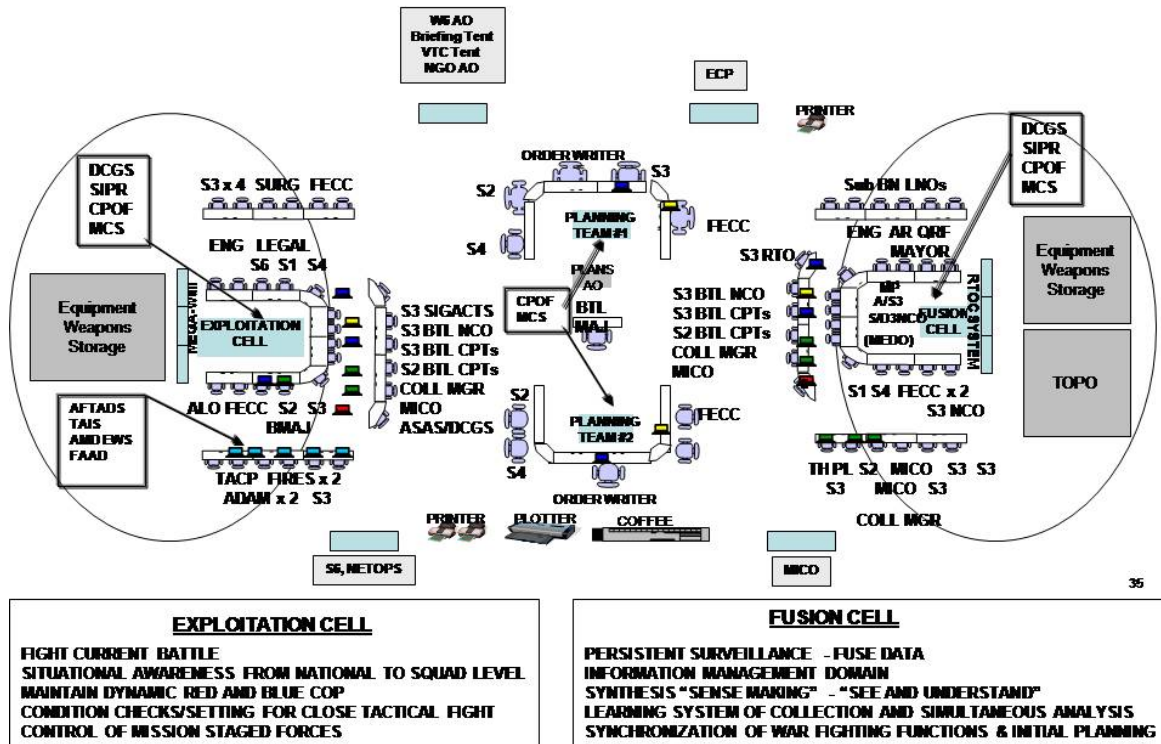 W6 AO
Briefing Tent
VTC Tent
NGO AO
ECP
PRINTER
DCGS
SIPR
CPOF
MCS
S3 x 4 SURG FECC
ENG LEGAL
S6 S1 S4
Equipment
Weapons
Storage
EXPLOITATION
CELL
ALO FECC S2 S3
BMAJ
AFTADS
TAIS
AMDEWS
FAAD
TACP FIRES x 2
ADAM x 2 S3
S3 SIGACTS
S3 BTL NCO
S3 BTL CPTs
S2 BTL CPTs
COLL MGR
MICO
ASAS/DCGS
ORDER WRITER
S3
S2
S4
FECC
PLANNING
TEAM #1
PLANS
AO
CPOF
MCS
BTL
MAJ
S2
S4
FECC
PLANNING
TEAM #2
ORDER WRITER
PRINTER
PLOTTER
COFFEE
S6, NETOPS
DCGS
SIPR
CPOF
MCS
Sub BN LNOs
ENG AR QRF
MAYOR
S3 RTO
S3 BTL NCO
S3 BTL CPTs
S2 BTL CPTs
COLL MGR
MICO
A/S3
S/D3NCO
(MEDO)
FUSION
CELL
RTOC SYSTEM
Equipment
Weapons
Storage
TOPO
S1 S4 FECC x 2
S3 NCO
TH PL S2 MICO S3 S3
S3 MICO S3
COLL MGR
MICO
35
EXPLOITATION CELL
FIGHT CURRENT BATTLE
SITUATIONAL AWARENESS FROM NATIONAL TO SQUAD LEVEL
MAINTAIN DYNAMIC RED AND BLUE COP
CONDITION CHECKS/SETTING FOR CLOSE TACTICAL FIGHT
CONTROL OF MISSION STAGED FORCES
FUSION CELL
PERSISTENT SURVEILLANCE - FUSE DATA
INFORMATION MANAGEMENT DOMAIN
SYNTHESIS "SENSE MAKING" - "SEE AND UNDERSTAND"
LEARNING SYSTEM OF COLLECTION AND SIMULTANEOUS ANALYSIS
SYNCHRONIZATION OF WAR FIGHTING FUNCTIONS & INITIAL PLANNING